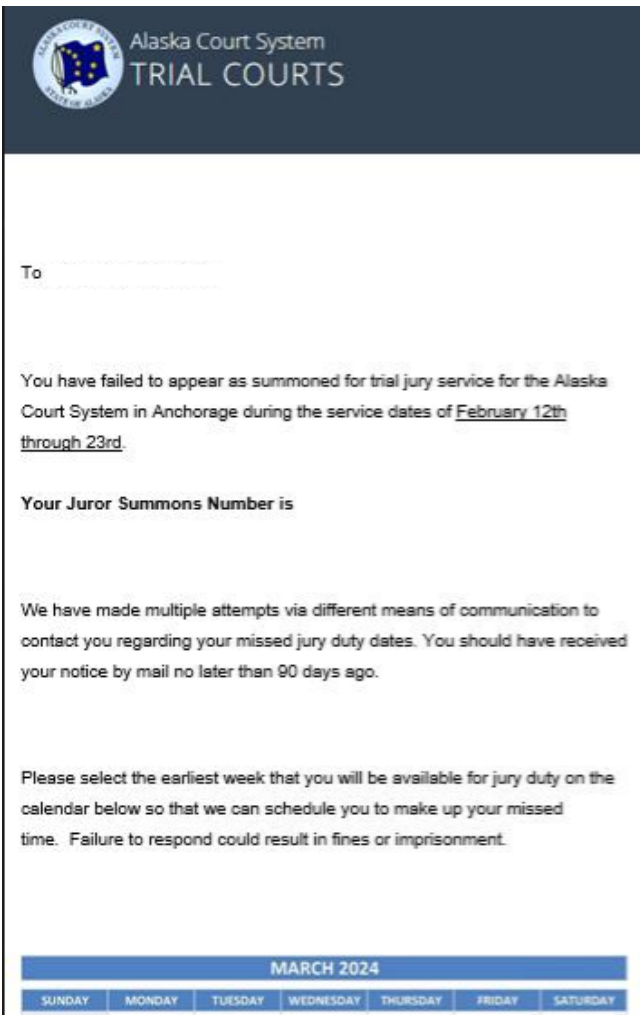 ALASKA COURT SYSTEM
STATE OF ALASKA
Alaska Court System
TRIAL COURTS
To
You have failed to appear as summoned for trial jury service for the Alaska
Court System in Anchorage during the service dates of February 12th
through 23rd.
Your Juror Summons Number is
We have made multiple attempts via different means of communication to
contact you regarding your missed jury duty dates. You should have received
your notice by mail no later than 90 days ago.
Please select the earliest week that you will be available for jury duty on the
calendar below so that we can schedule you to make up your missed
time.  Failure to respond could result in fines or imprisonment.
MARCH 2024
SUNDAY MONDAY TUESDAY WEDNESDAY THURSDAY FRIDAY SATURDAY